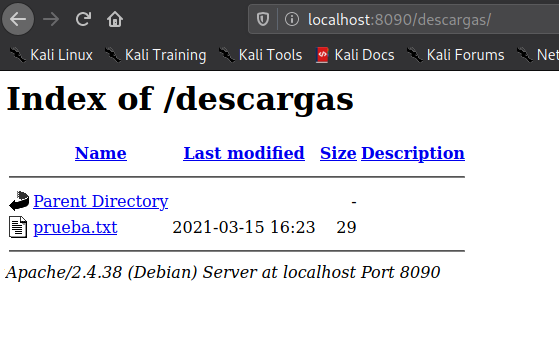 localhost:8090/descargas/
Kali Linux Kali Training Kali Tools Kali Docs Kali Forums Net
Index of /descargas
Name Last modified Size Description
Parent Directory -
prueba.txt 2021-03-15 16:23 29
Apache/2.4.38 (Debian) Server at localhost Port 8090